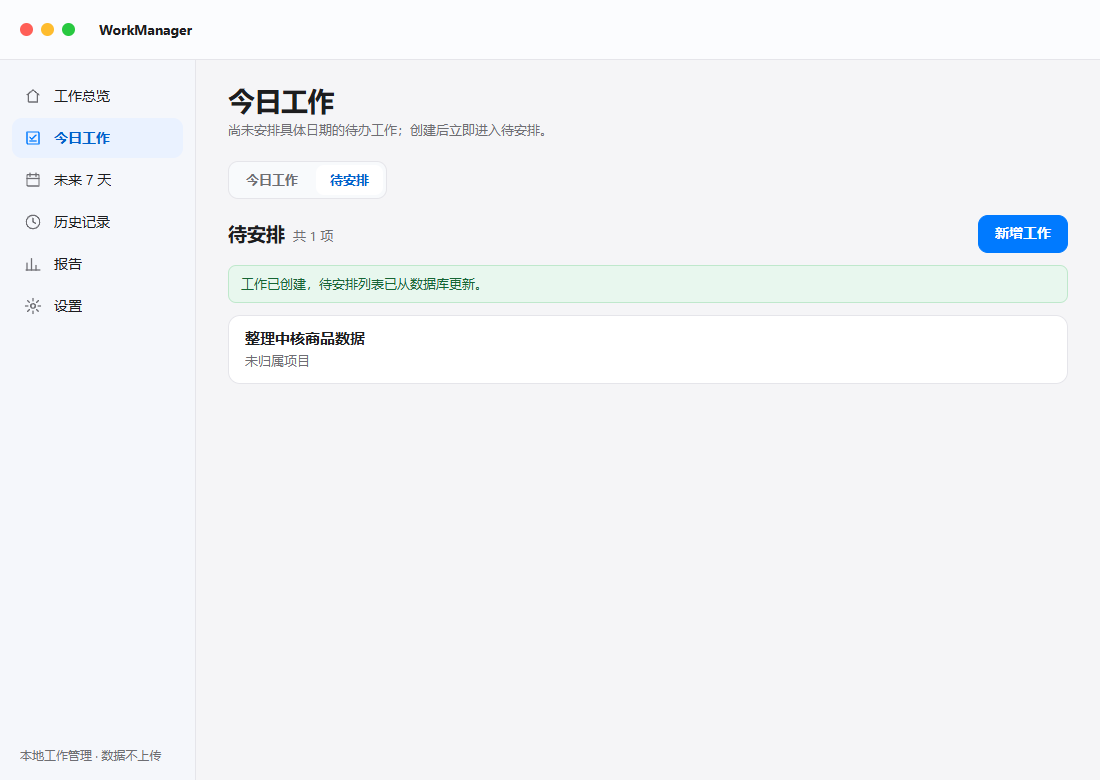 WorkManager
工作总览
今日工作
未来 7 天
历史记录
报告
设置
本地工作管理 · 数据不上传
今日工作
尚未安排具体日期的待办工作；创建后立即进入待安排。
今日工作 待安排
待安排 共 1 项
新增工作
工作已创建，待安排列表已从数据库更新。
整理中核商品数据
未归属项目